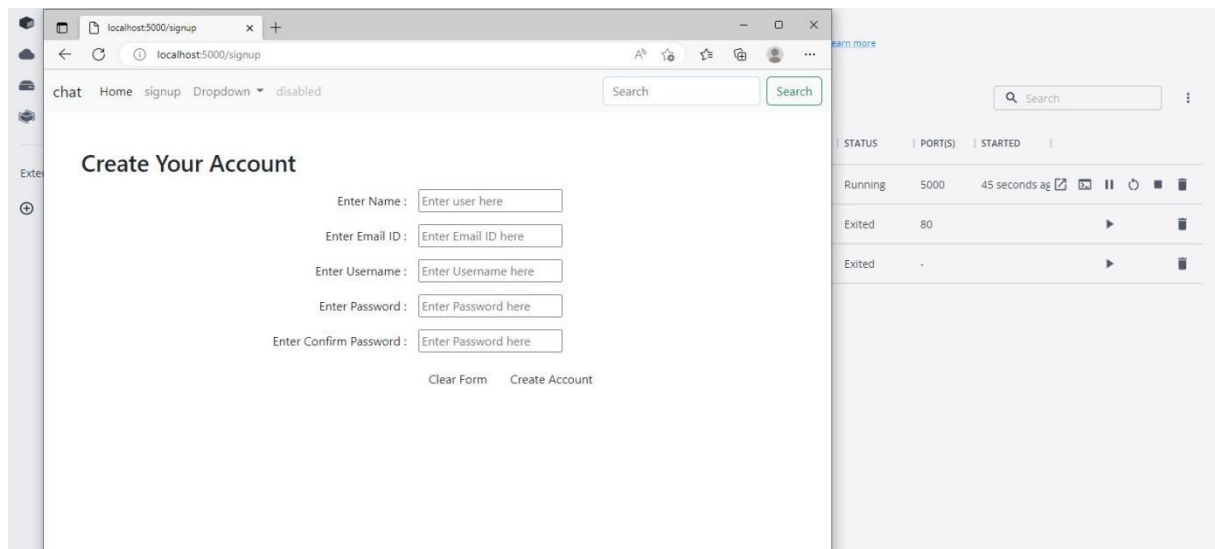 localhost:5000/signup
localhost:5000/signup
earn more
chat Home signup Dropdown disabled Search Search
Search
Create Your Account
STATUS PORT(S) STARTED
Exter
Enter Name : Enter user here
Running 5000 45 seconds ag
Enter Email ID : Enter Email ID here
Exited 80
Enter Username : Enter Username here
Exited -
Enter Password : Enter Password here
Enter Confirm Password : Enter Password here
Clear Form Create Account